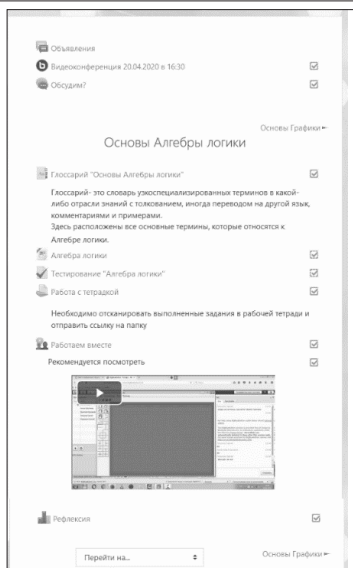 Объявления
Видеоконференция 20.04.2020 в 16:30
Обсудим?
Основы Графики
Основы Алгебры логики
Глоссарий "Основы Алгебры логики"
Глоссарий- это словарь узкоспециализированных терминов в какой-
либо отрасли знаний с толкованием, иногда переводом на другой язык,
комментариями и примерами.
Здесь расположены все основные термины, которые относятся к
Алгебре логики.
Алгебра логики
Тестирование "Алгебра логики"
Работа с тетрадкой
Необходимо отсканировать выполненные задания в рабочей тетради и
отправить ссылку на папку
Работаем вместе
Рекомендуется посмотреть
Рефлексия
Перейти на...
Основы Графики